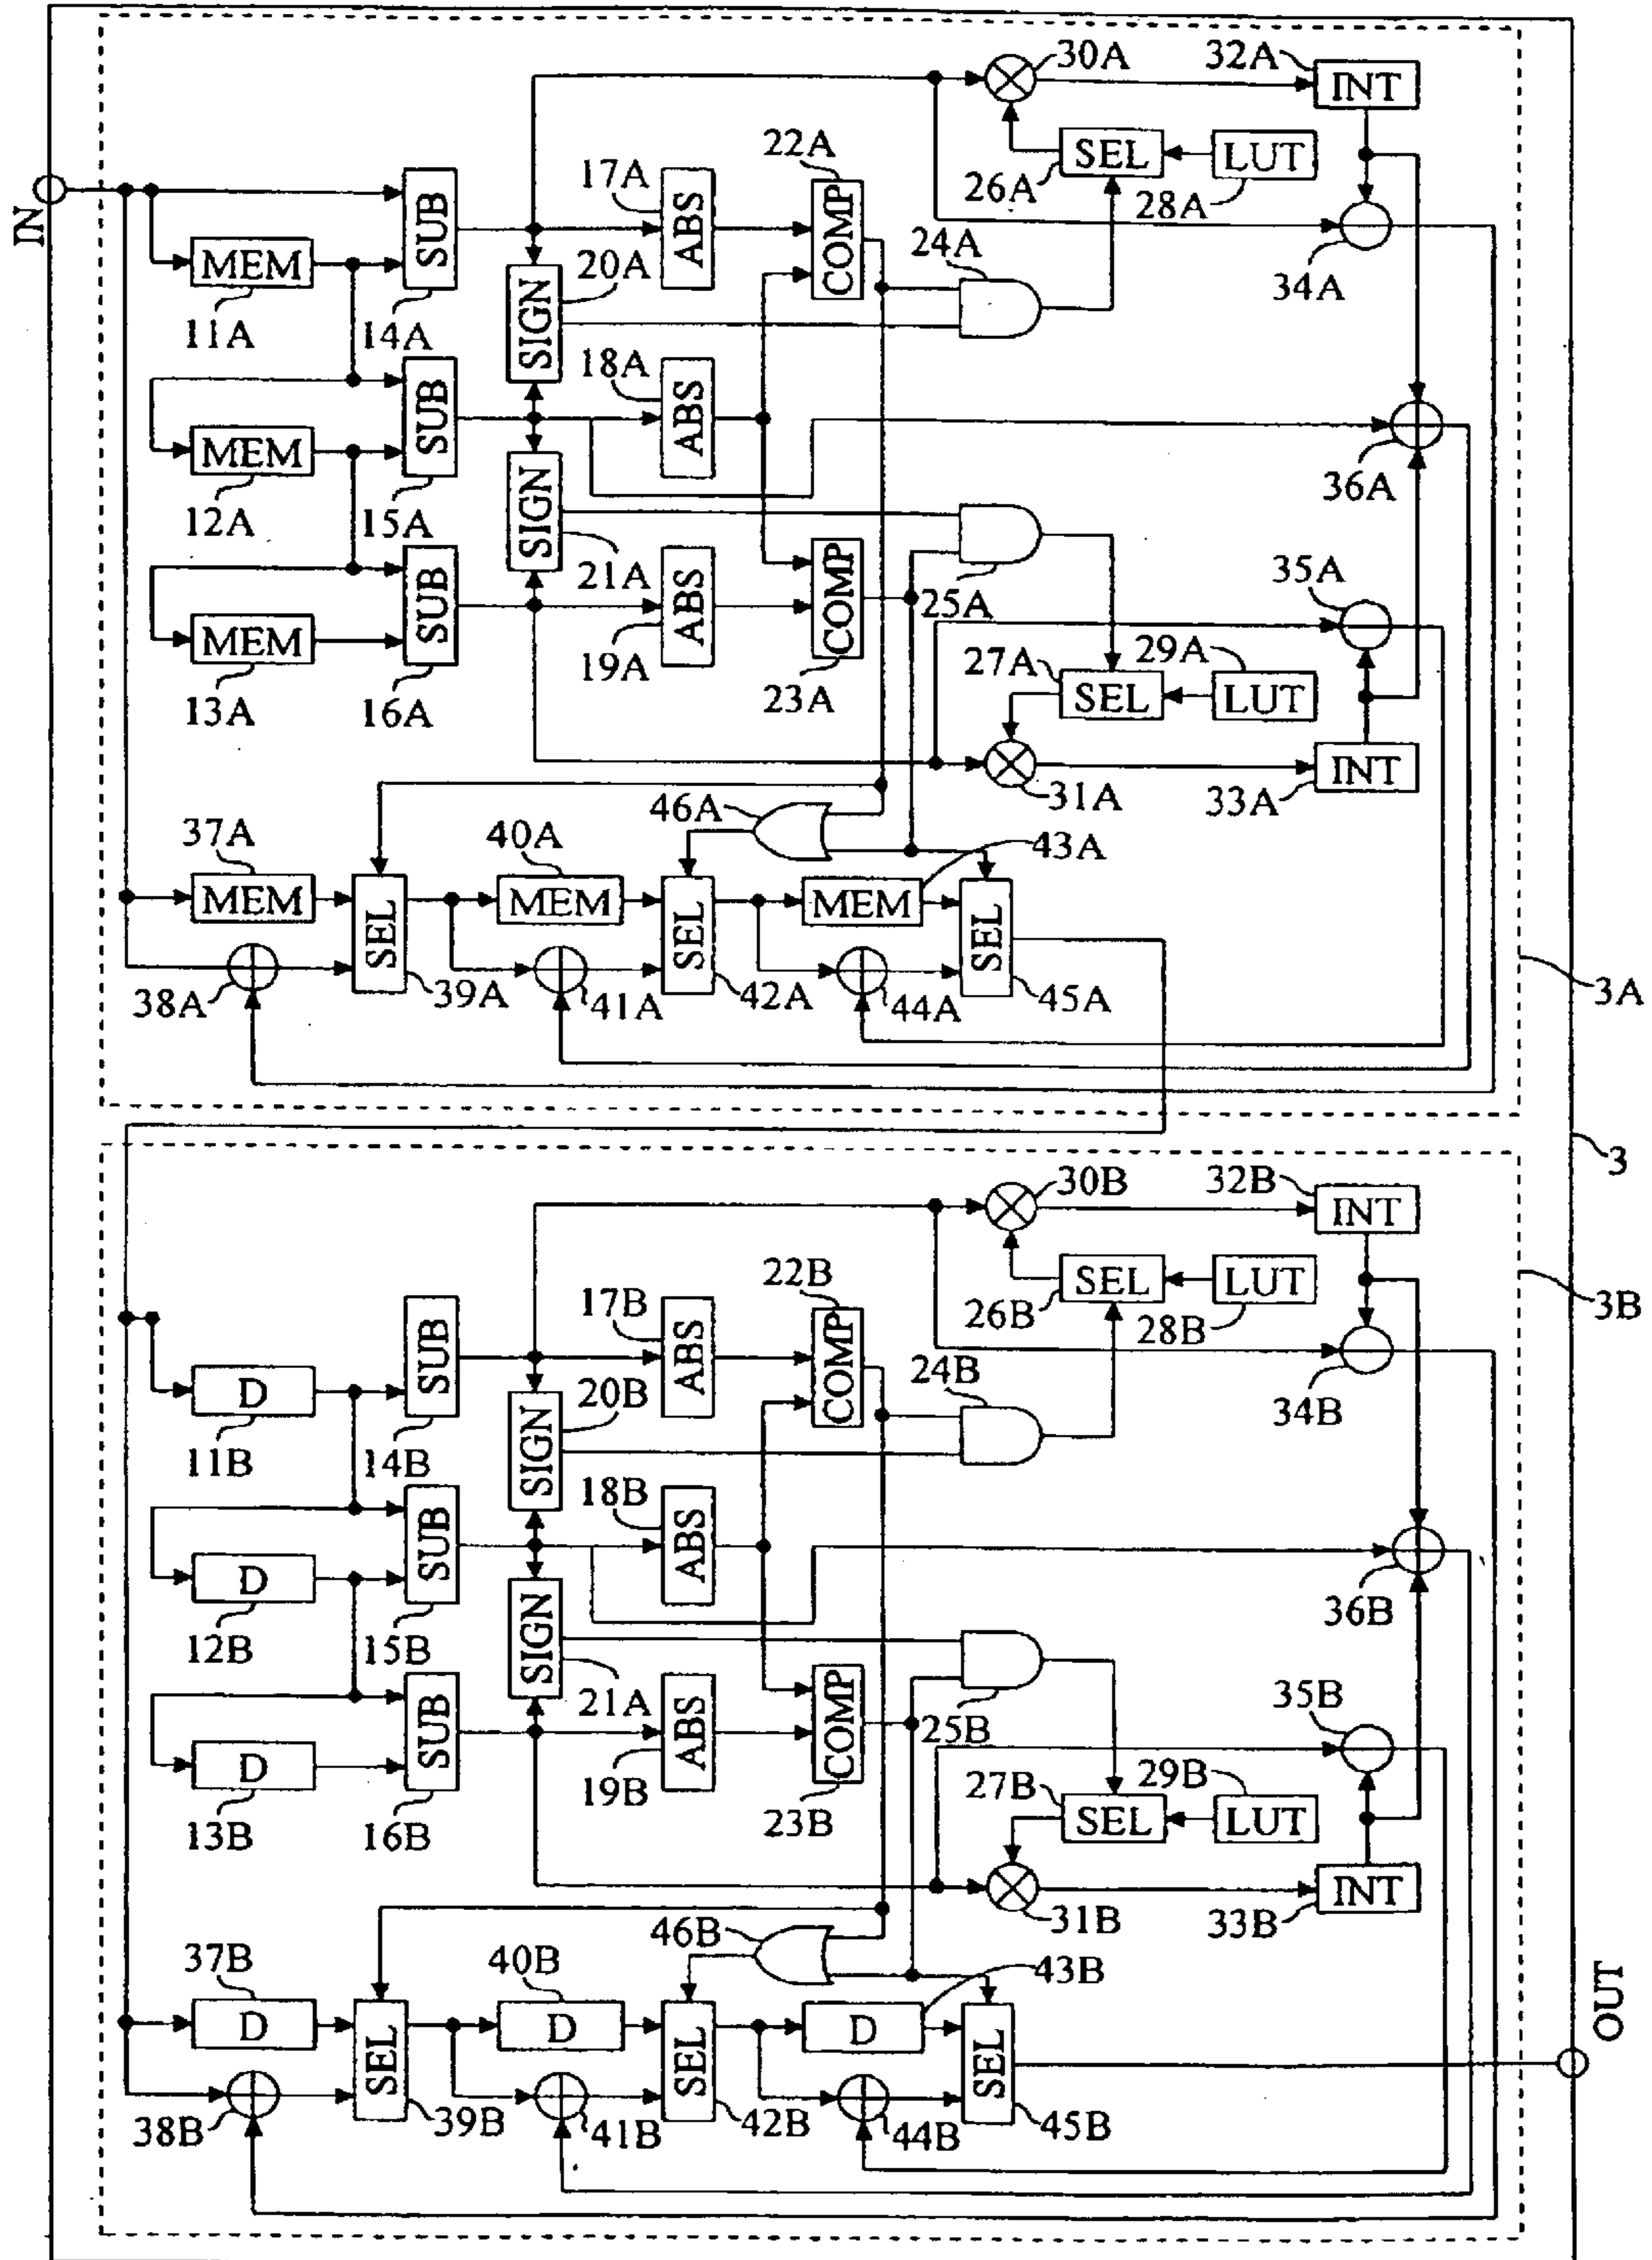 30A
32A
INT
22A
17A
SEL
LUT
26A
28A
IN
SUB
ABS
COMP
24A
MEM
20A
34A
11A
14A
SIGN
18A
SUB
ABS
MEM
36A
12A
15A
SIGN
COMP
35A
21A
SUB
ABS
25A
MEM
27A
29A
19A
13A
16A
23A
SEL
LUT
INT
46A
31A
33A
37A
40A
43A
MEM
SEL
MEM
SEL
MEM
SEL
38A
39A
41A
42A
44A
45A
3A
3
30B
32B
INT
22B
17B
SEL
LUT
26B
28B
3B
SUB
ABS
COMP
24B
D
20B
34B
11B
14B
SIGN
18B
SUB
ABS
D
36B
12B
15B
SIGN
21A
35B
SUB
ABS
COMP
25B
D
27B
29B
19B
13B
16B
23B
SEL
LUT
INT
46B
31B
33B
37B
40B
43B
OUT
D
SEL
D
SEL
D
SEL
38B
39B
41B
42B
44B
45B